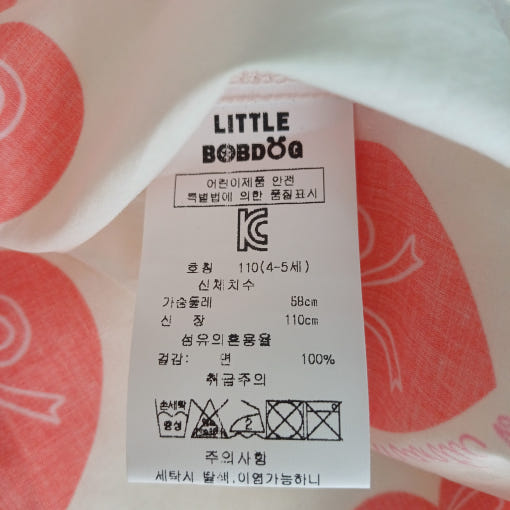 LITTLE
BOBDOG
어린이제품 안전
특별법에 의한 품질표시
KC
호칭 110(4-5세)
신체치수
가슴둘레 58cm
신 장 110cm
섬유의혼용율
겉감: 면 100%
취급주의
손세탁
중성
2
주의사항
세탁시 탈색,이염가능하니